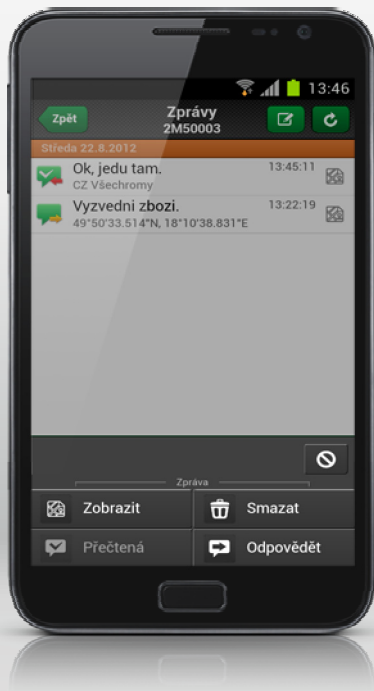 13:46
Zpět
Zprávy
2M50003
Středa 22.8.2012
Ok, jedu tam. 13:45:11
CZ Všechromy
Vyzvedni zbozi. 13:22:19
49°50'33.514"N, 18°10'38.831"E
Zpráva
Zobrazit Smazat
Přečtená Odpovědět